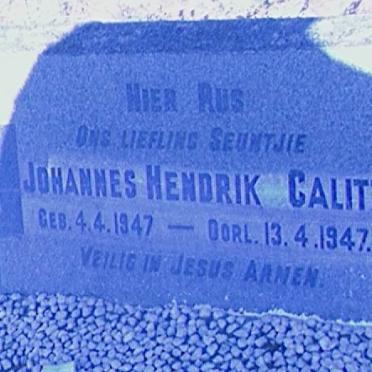 Hier Rus
Ons Liefling Seuntjie
Johannes Hendrik
Geb. 4.4.1947 — Oorl. 13.4.1947.
Veilig in Jesus Armen.